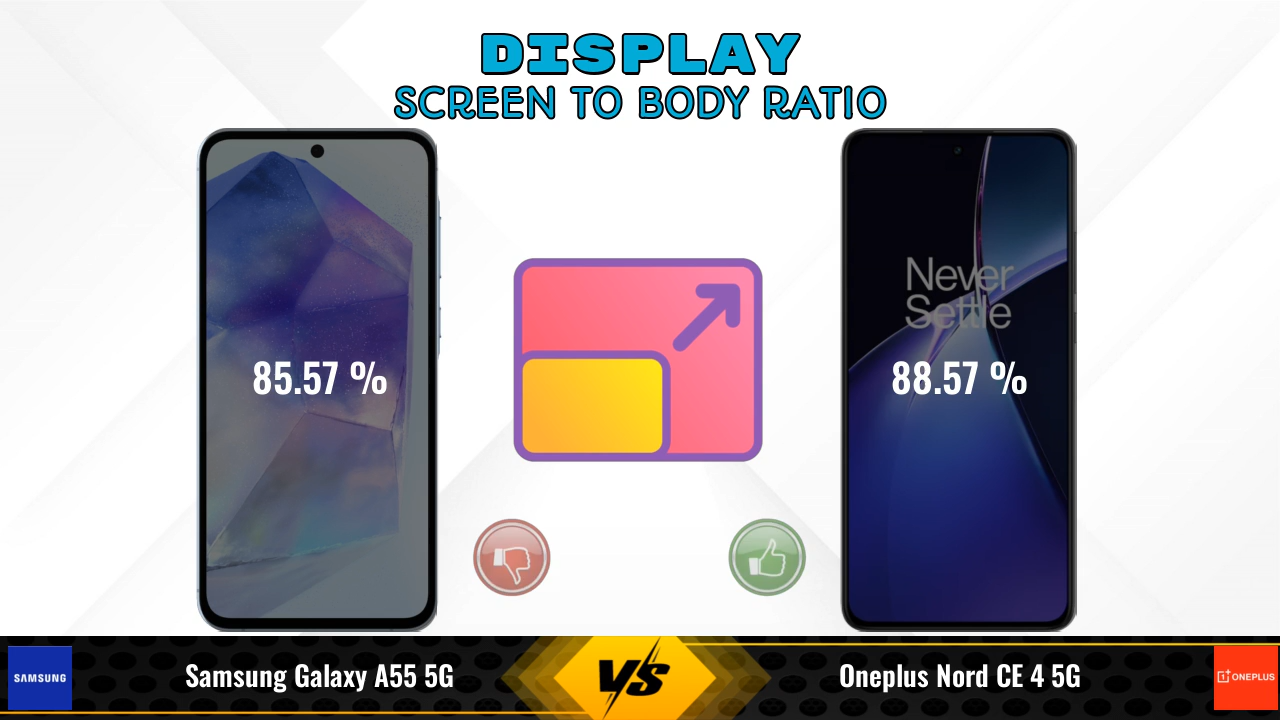 DISPLAY
SCREEN TO BODY RATIO
Never
Settle
85.57 %
88.57 %
SAMSUNG
Samsung Galaxy A55 5G
VS
Oneplus Nord CE 4 5G
1+ ONEPLUS